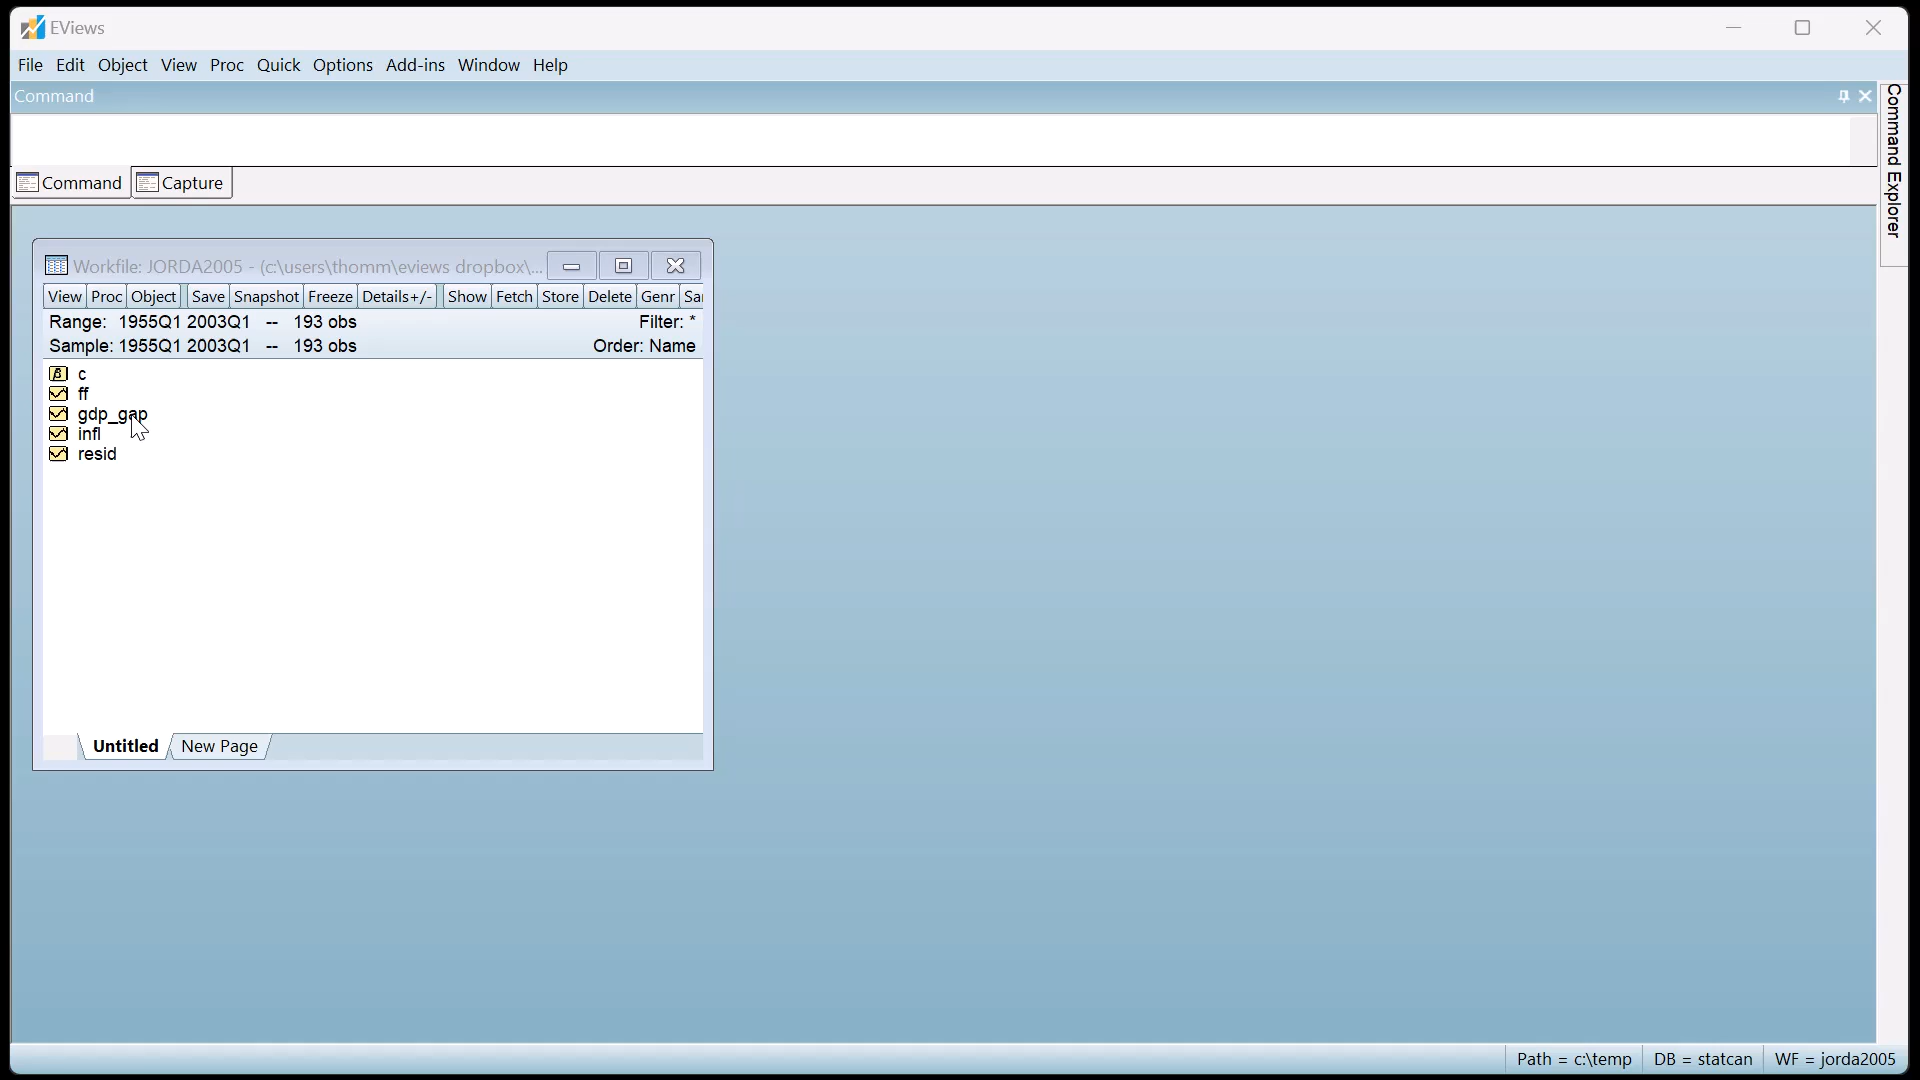 EViews
File Edit Object View Proc Quick Options Add-ins Window Help
Command
Command Capture
Command Explorer
Workfile: JORDA2005 - (c:\users\thomm\eviews dropbox\...
View Proc Object Save Snapshot Freeze Details+/- Show Fetch Store Delete Genr Sa
Range: 1955Q1 2003Q1 -- 193 obs Filter: *
Sample: 1955Q1 2003Q1 -- 193 obs Order: Name
β c
ff
gdp_gap
infl
resid
Untitled New Page
Path = c:\temp DB = statcan WF = jorda2005